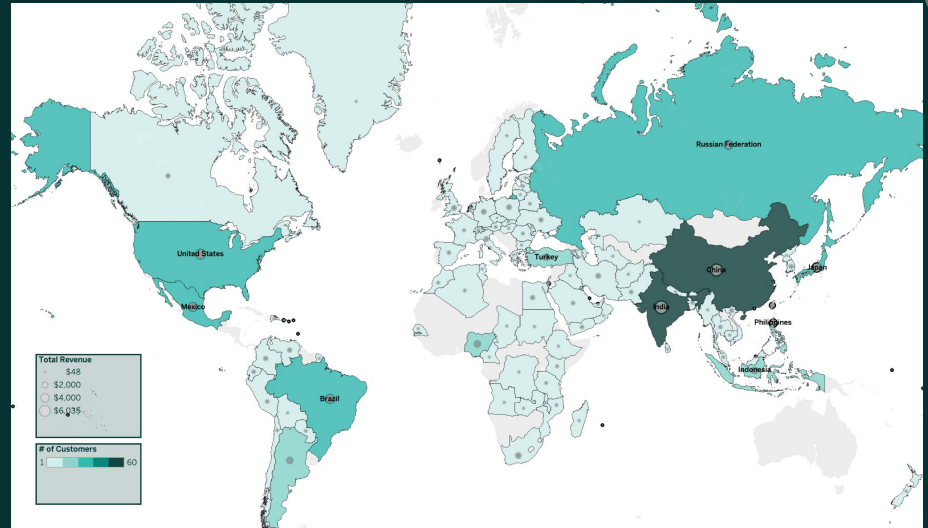 Russian Federation
United States
Turkey
China
Japan
Mexico
India
Philippines
Indonesia
Brazil
Total Revenue
$48
$2,000
$4,000
$6,035
# of Customers
1 60